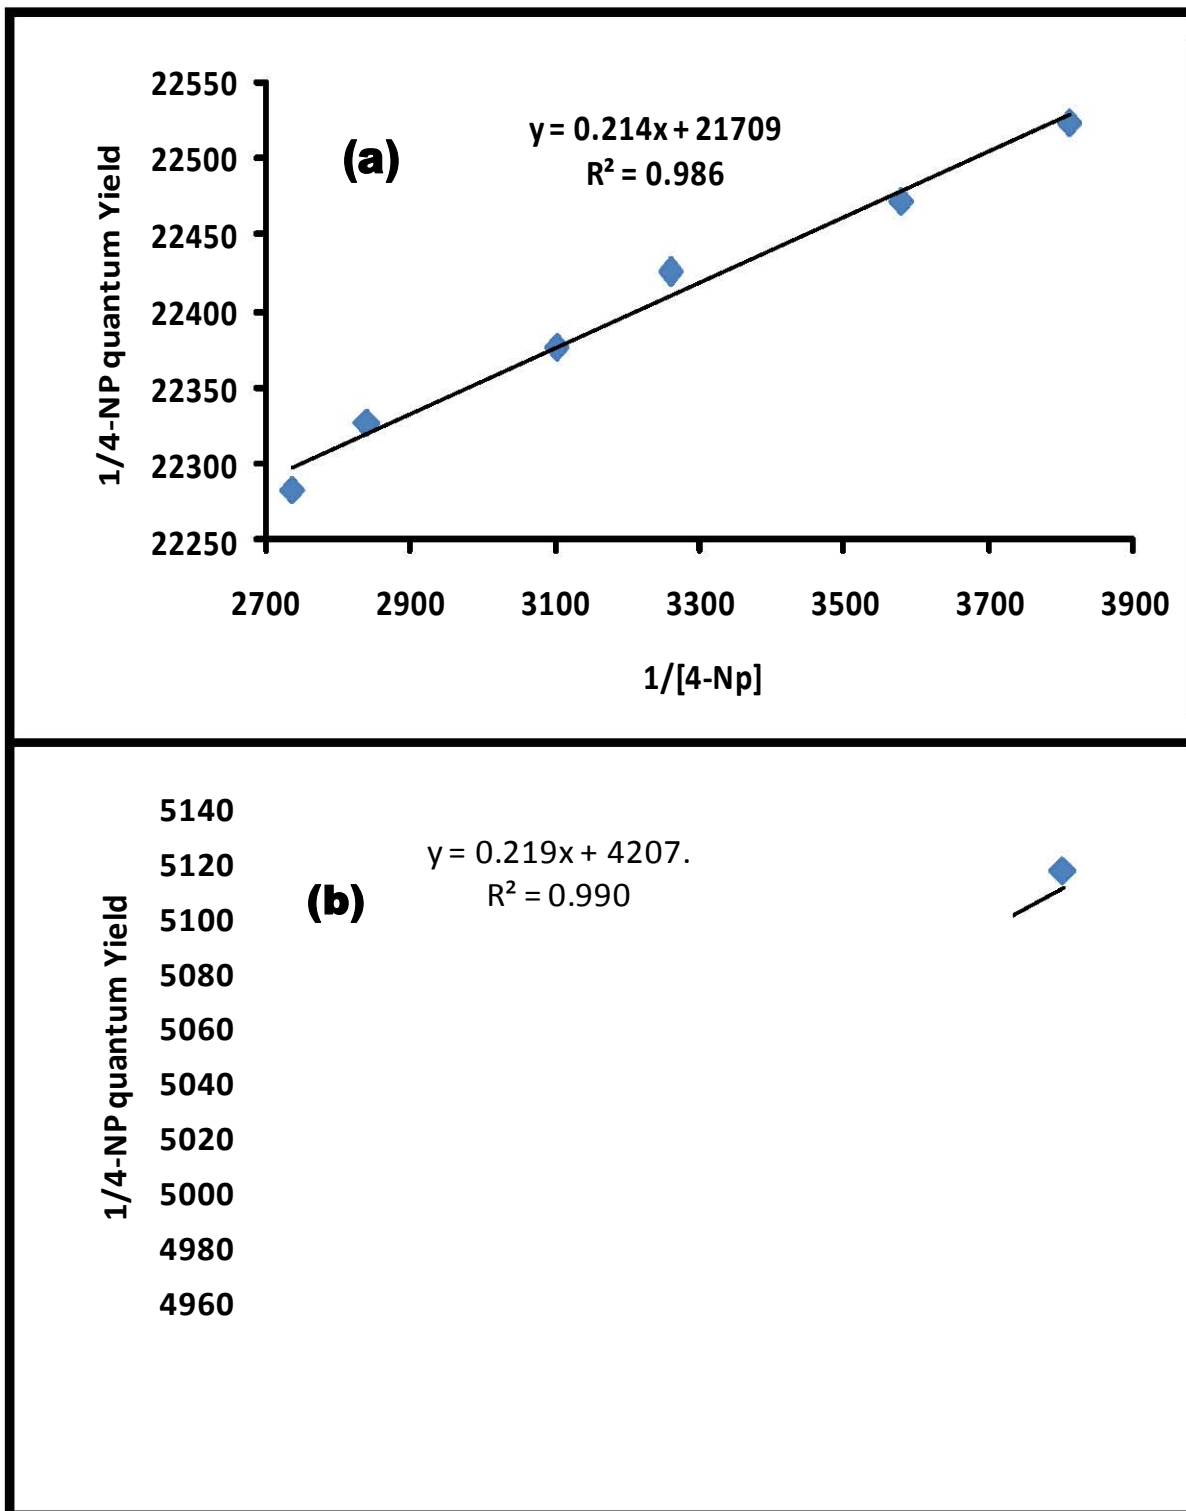 22550
22500
22450
22400
22350
22300
22250
1/4-NP quantum Yield
(a)
y = 0.214x + 21709
R² = 0.986
2700 2900 3100 3300 3500 3700 3900
1/[4-Np]
5140
5120
5100
5080
5060
5040
5020
5000
4980
4960
1/4-NP quantum Yield
(b)
y = 0.219x + 4207.
R² = 0.990